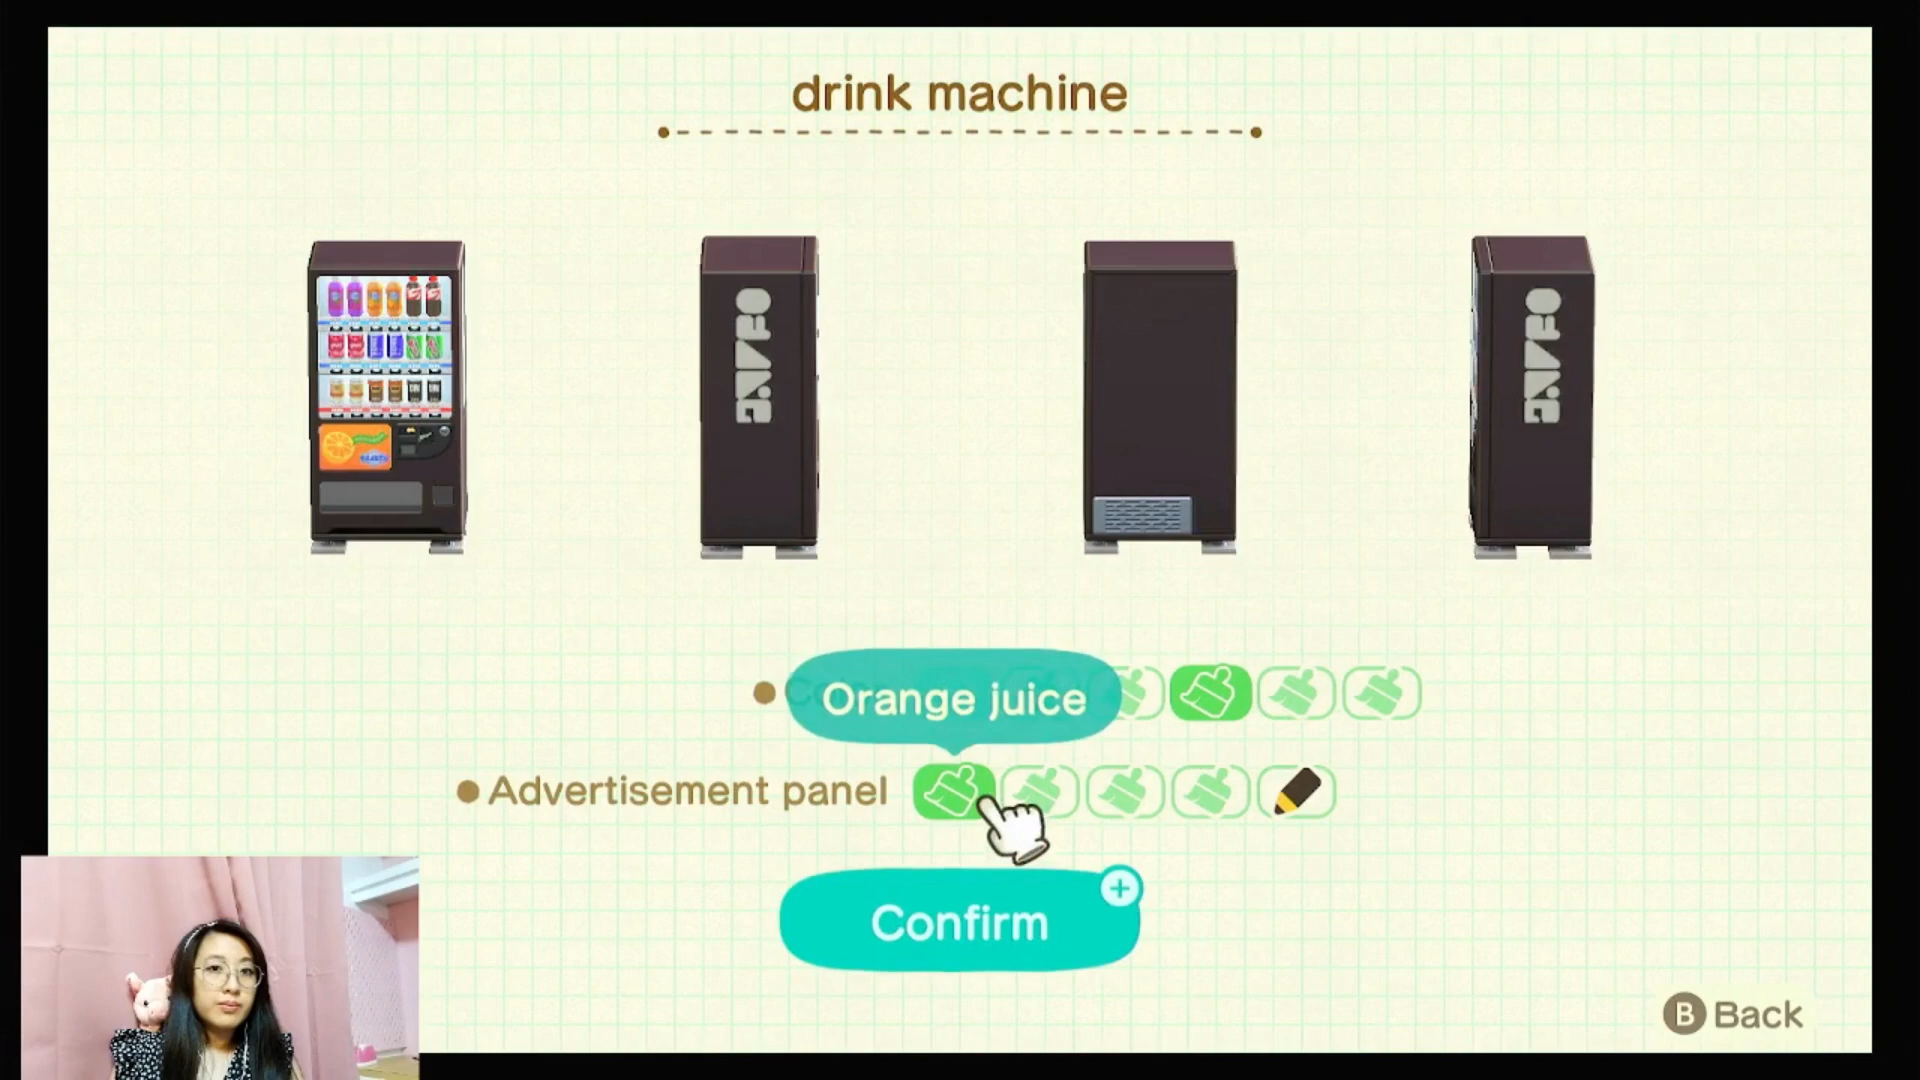 drink machine
Orange juice
Advertisement panel
Confirm
B Back